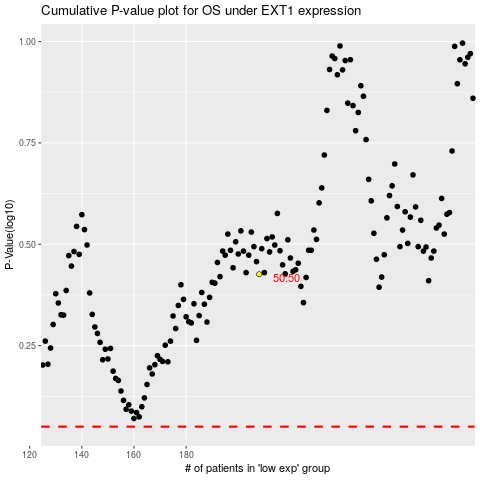 Cumulative P-value plot for OS under EXT1 expression
P-Value(log10)
1.00
0.75
0.50
0.25
50:50
120 140 160 180
# of patients in 'low exp' group